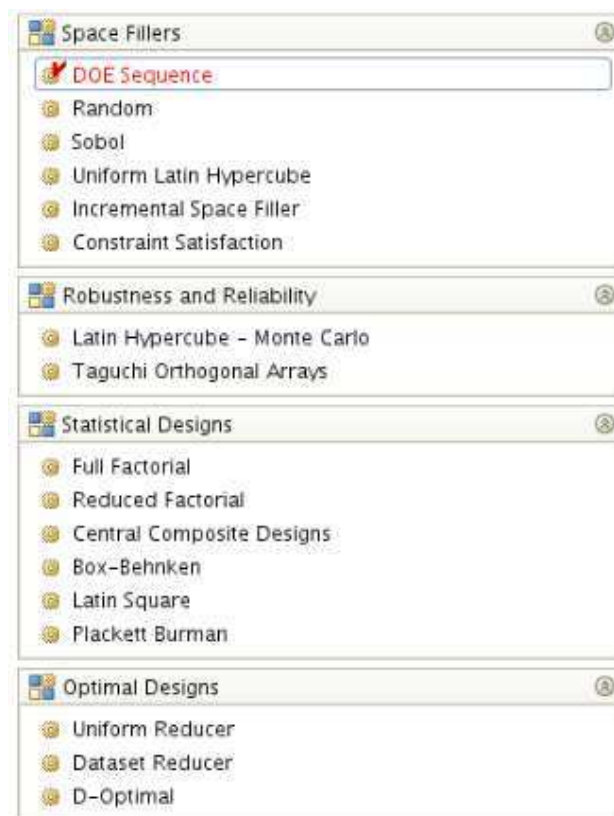 Space Fillers
DOE Sequence
Random
Sobol
Uniform Latin Hypercube
Incremental Space Filler
Constraint Satisfaction
Robustness and Reliability
Latin Hypercube - Monte Carlo
Taguchi Orthogonal Arrays
Statistical Designs
Full Factorial
Reduced Factorial
Central Composite Designs
Box-Behnken
Latin Square
Plackett Burman
Optimal Designs
Uniform Reducer
Dataset Reducer
D-Optimal